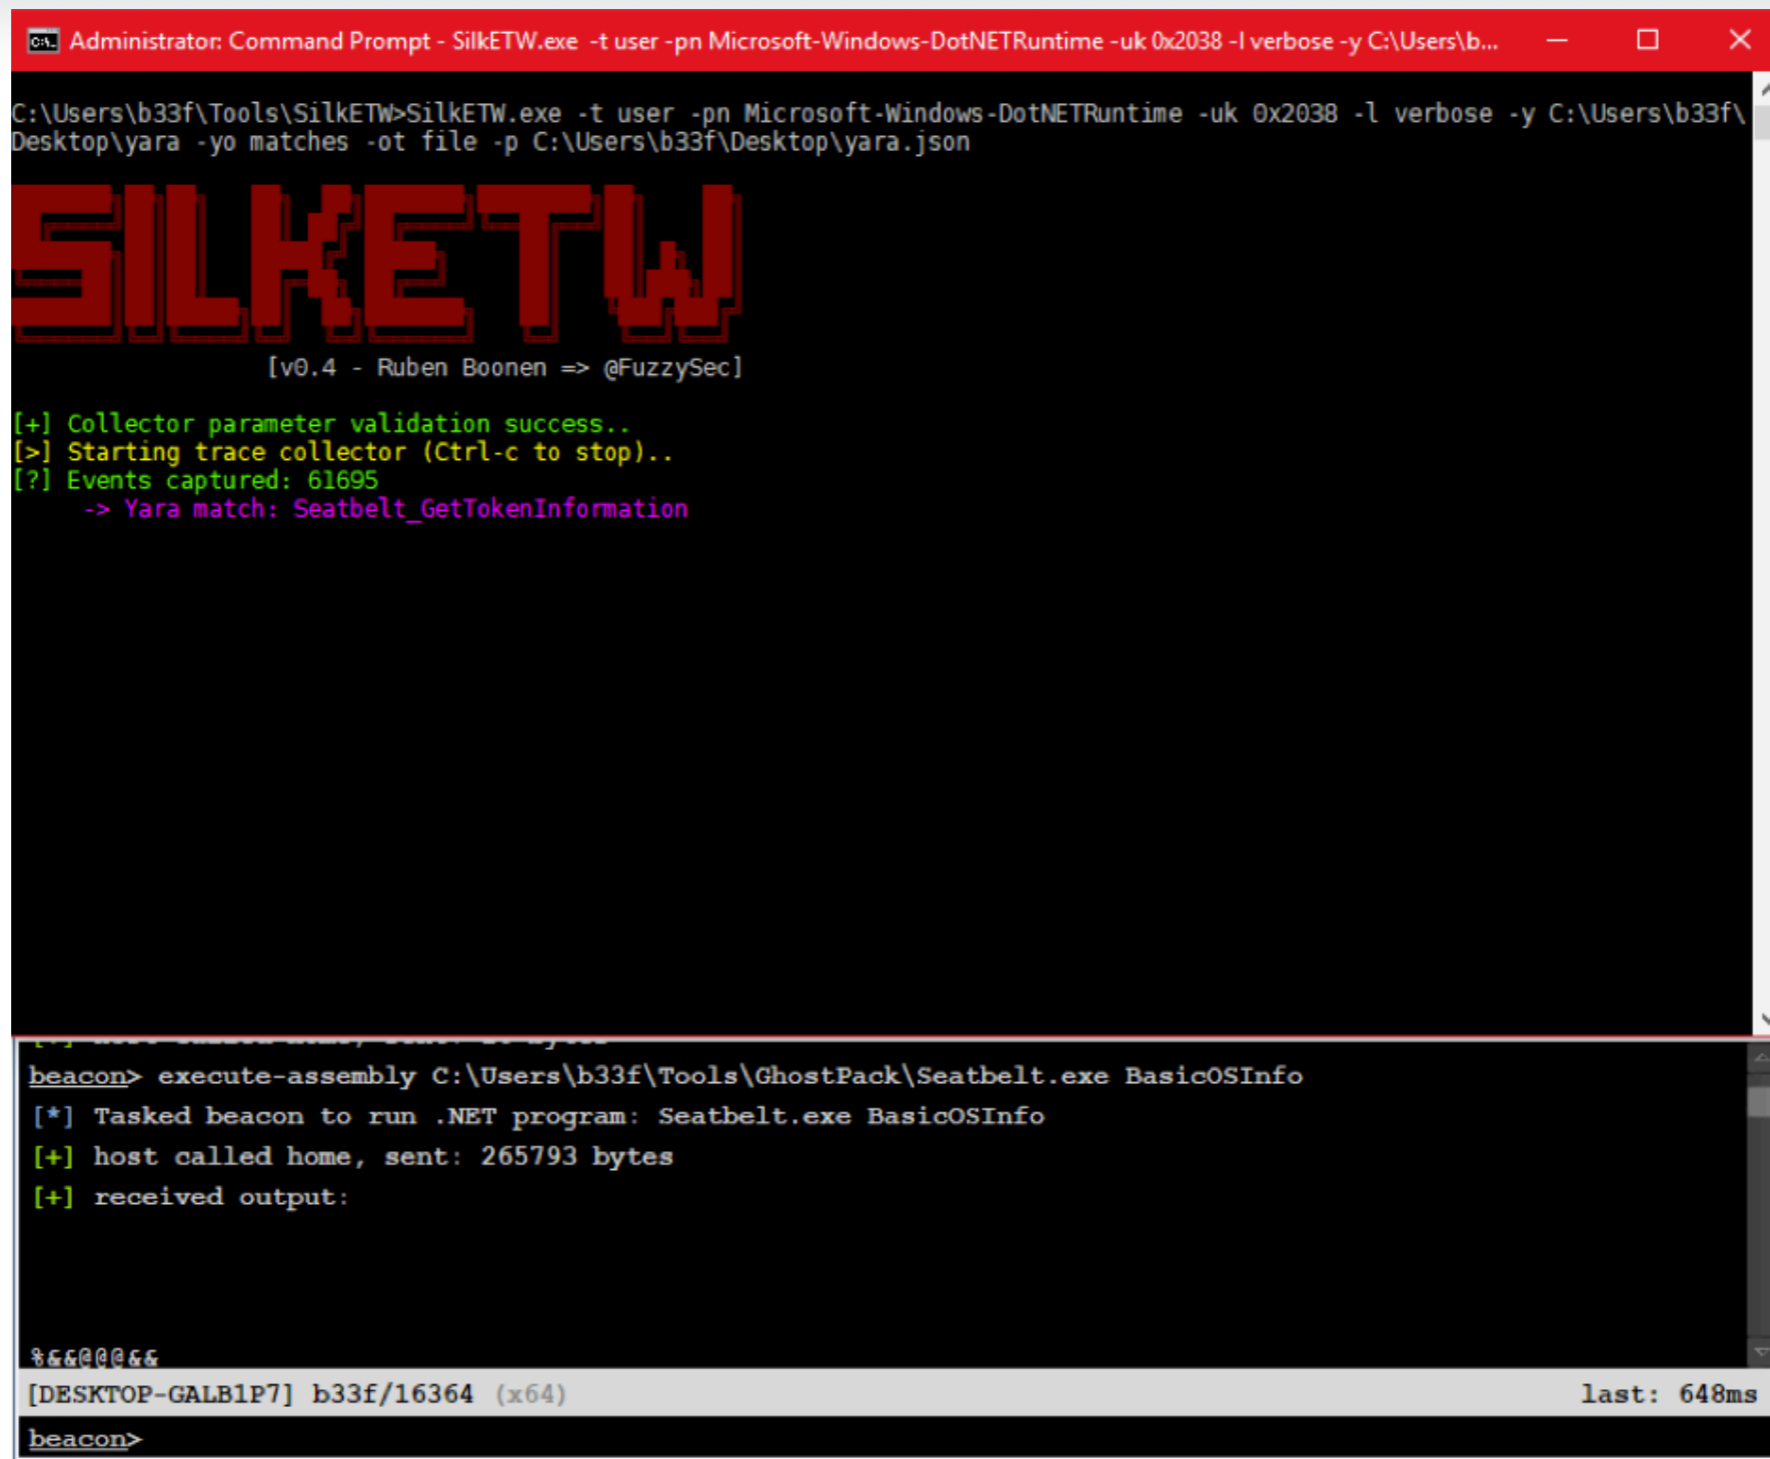 Administrator: Command Prompt - SilkETW.exe  -t user -pn Microsoft-Windows-DotNETRuntime -uk 0x2038 -l verbose -y C:\Users\b...
C:\Users\b33f\Tools\SilkETW>SilkETW.exe -t user -pn Microsoft-Windows-DotNETRuntime -uk 0x2038 -l verbose -y C:\Users\b33f\
Desktop\yara -yo matches -ot file -p C:\Users\b33f\Desktop\yara.json
SILKETW
[v0.4 - Ruben Boonen => @FuzzySec]
[+] Collector parameter validation success..
[>] Starting trace collector (Ctrl-c to stop)..
[?] Events captured: 61695
-> Yara match: Seatbelt_GetTokenInformation
beacon> execute-assembly C:\Users\b33f\Tools\GhostPack\Seatbelt.exe BasicOSInfo
[*] Tasked beacon to run .NET program: Seatbelt.exe BasicOSInfo
[+] host called home, sent: 265793 bytes
[+] received output:
%&&@@@&&
[DESKTOP-GALB1P7] b33f/16364 (x64) last: 648ms
beacon>